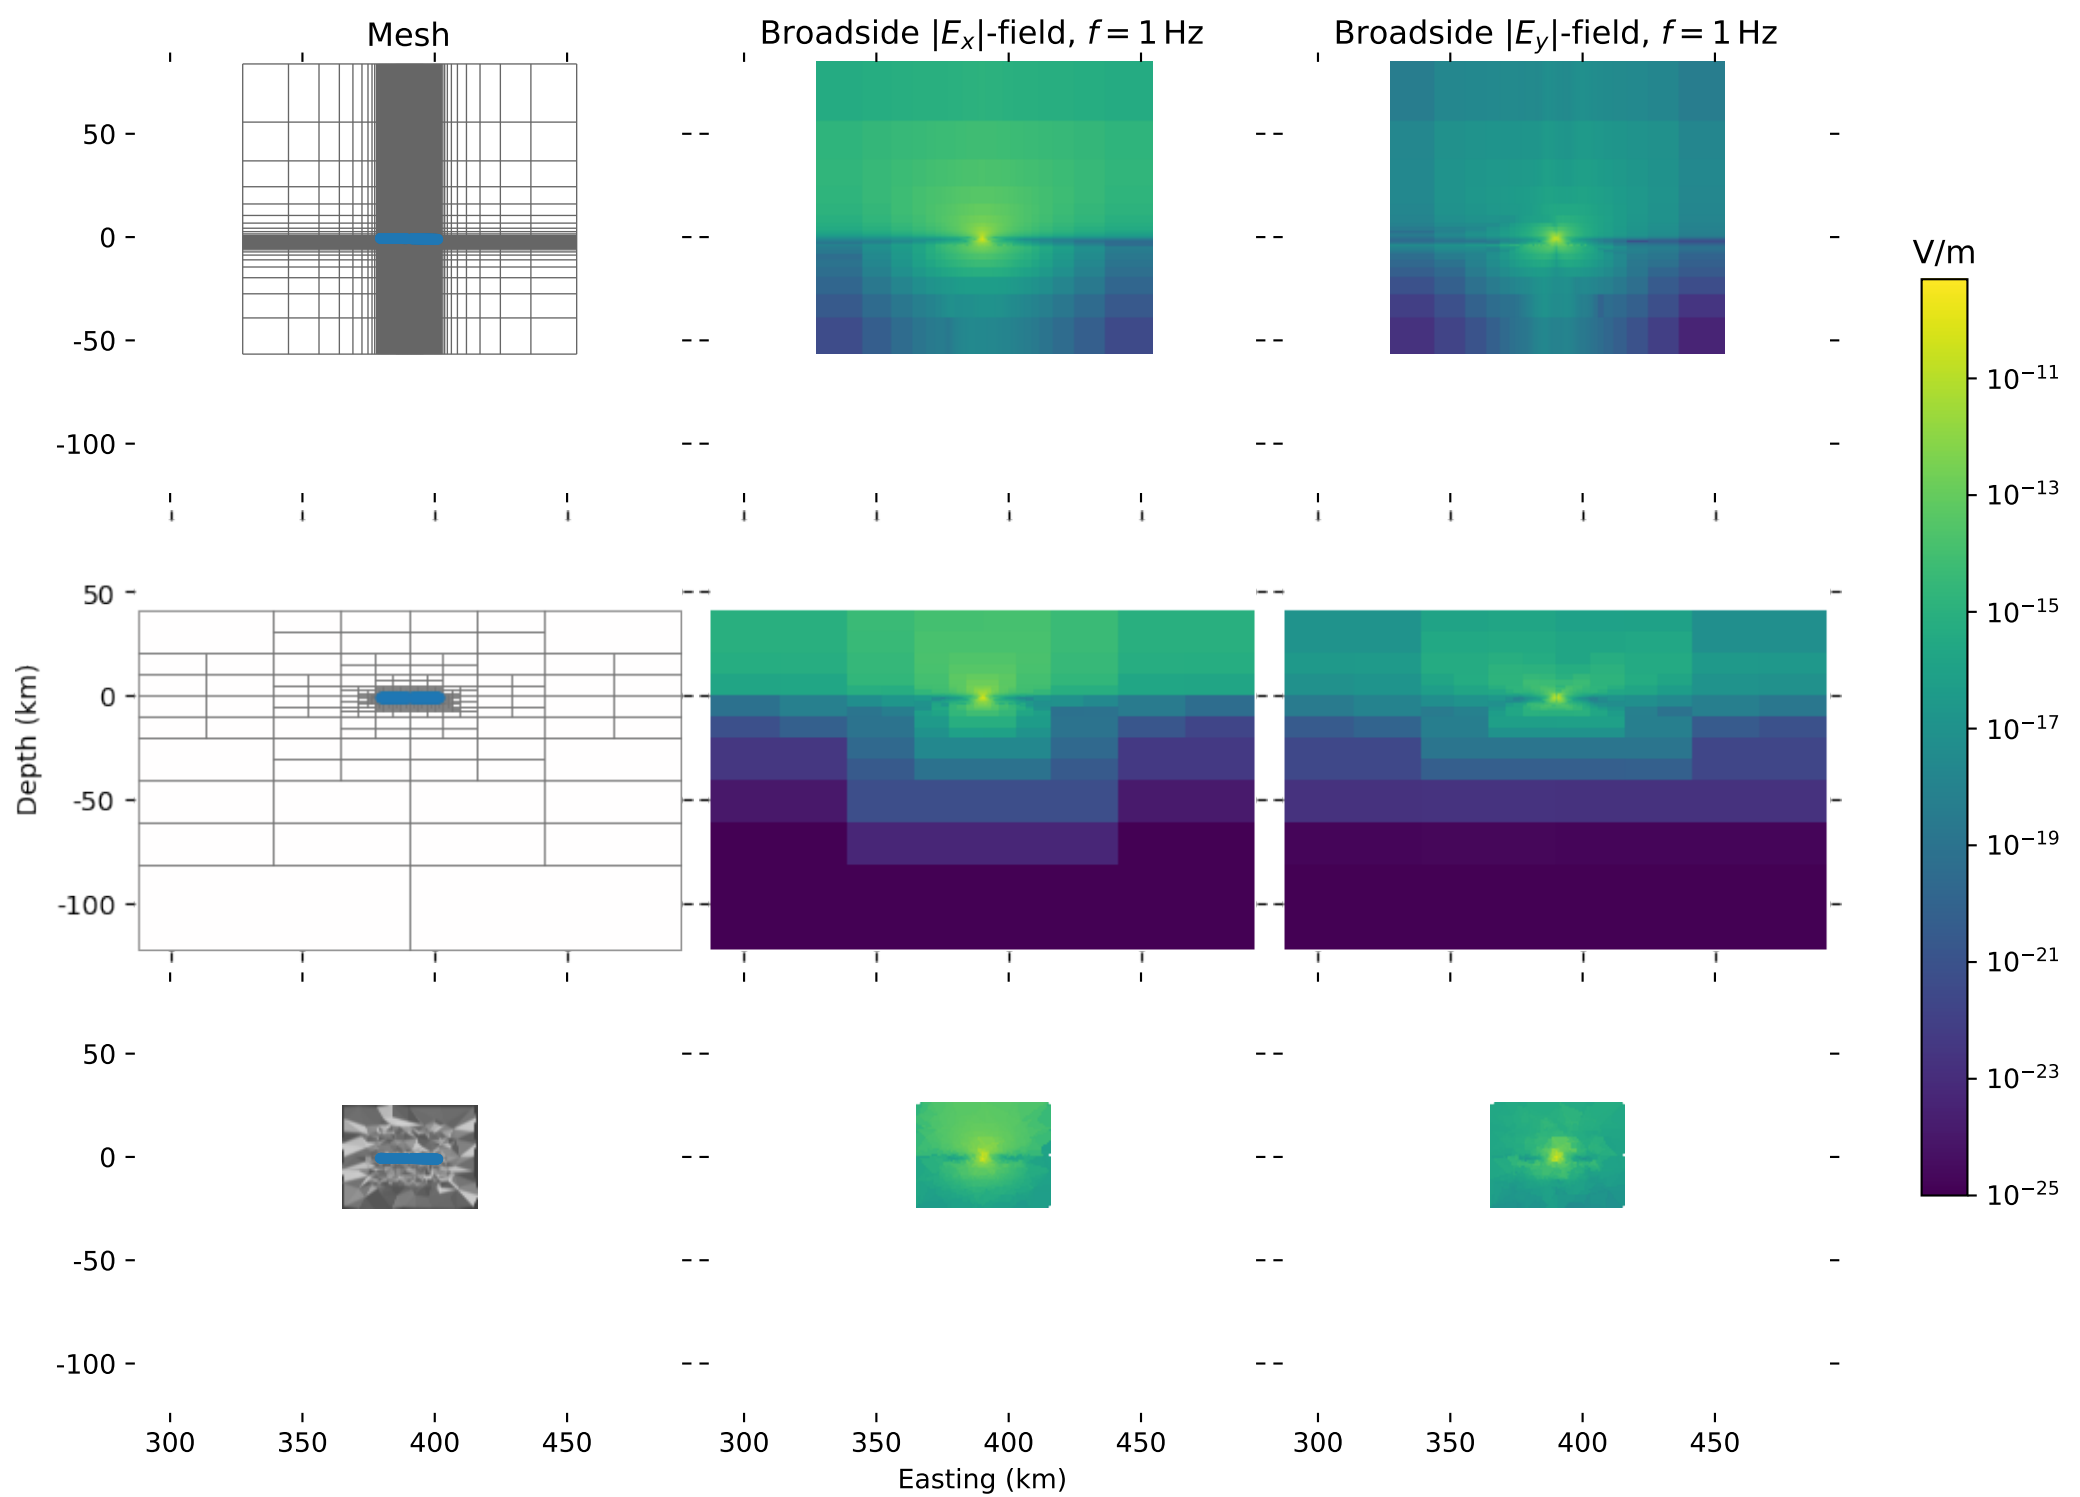 Mesh
Broadside |Eₓ|-field, f = 1 Hz
Broadside |E_y|-field, f = 1 Hz
50
0
-50
-100
V/m
10⁻¹¹
10⁻¹³
10⁻¹⁵
10⁻¹⁷
10⁻¹⁹
10⁻²¹
10⁻²³
10⁻²⁵
Depth (km)
50
0
-50
-100
50
0
-50
-100
300 350 400 450 300 350 400 450 300 350 400 450
Easting (km)